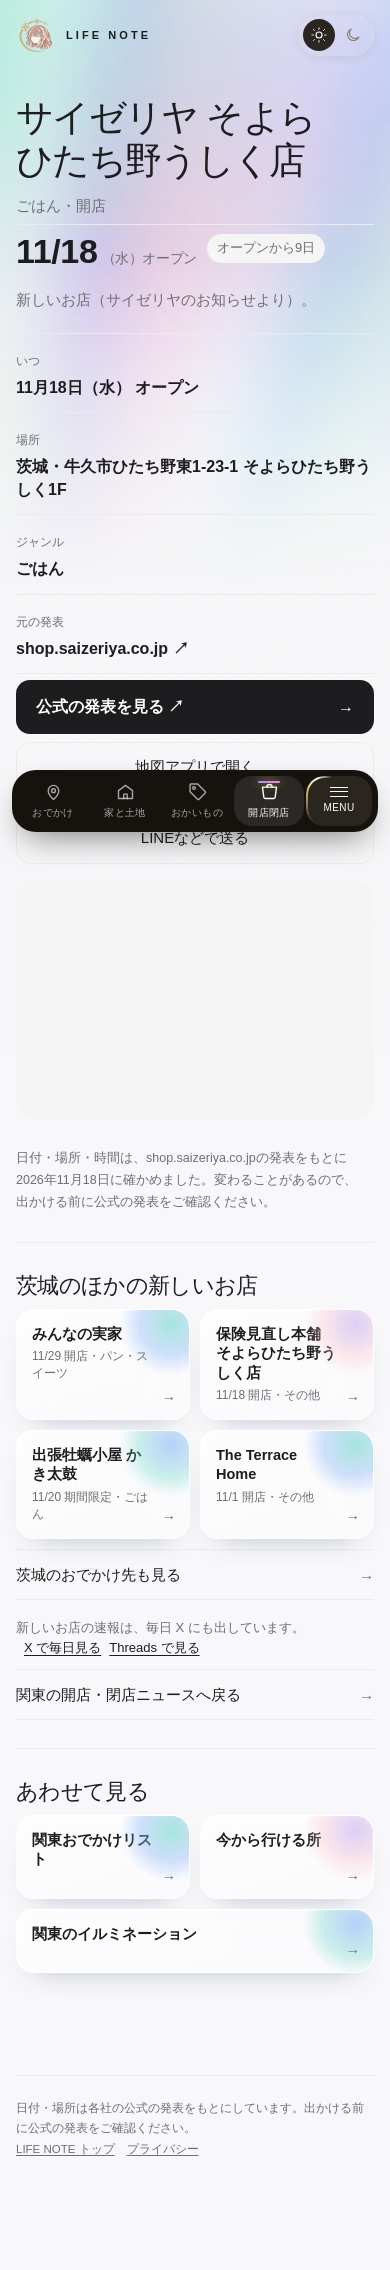 LIFE NOTE
サイゼリヤ そよら
ひたち野うしく店
ごはん・開店
11/18 （水）オープン オープンから9日
新しいお店（サイゼリヤのお知らせより）。
いつ
11月18日（水） オープン
場所
茨城・牛久市ひたち野東1-23-1 そよらひたち野う
しく1F
ジャンル
ごはん
元の発表
shop.saizeriya.co.jp ↗
公式の発表を見る ↗ →
地図アプリで開く
おでかけ 家と土地 おかいもの 開店閉店 MENU
LINEなどで送る
日付・場所・時間は、shop.saizeriya.co.jpの発表をもとに
2026年11月18日に確かめました。変わることがあるので、
出かける前に公式の発表をご確認ください。
茨城のほかの新しいお店
みんなの実家
11/29 開店・パン・ス
イーツ
→
保険見直し本舗
そよらひたち野う
しく店
11/18 開店・その他 →
出張牡蠣小屋 か
き太鼓
11/20 期間限定・ごは
ん
→
The Terrace
Home
11/1 開店・その他 →
茨城のおでかけ先も見る →
新しいお店の速報は、毎日 X にも出しています。
X で毎日見る Threads で見る
関東の開店・閉店ニュースへ戻る →
あわせて見る
関東おでかけリス
ト
→
今から行ける所
→
関東のイルミネーション
→
日付・場所は各社の公式の発表をもとにしています。出かける前
に公式の発表をご確認ください。
LIFE NOTE トップ プライバシー